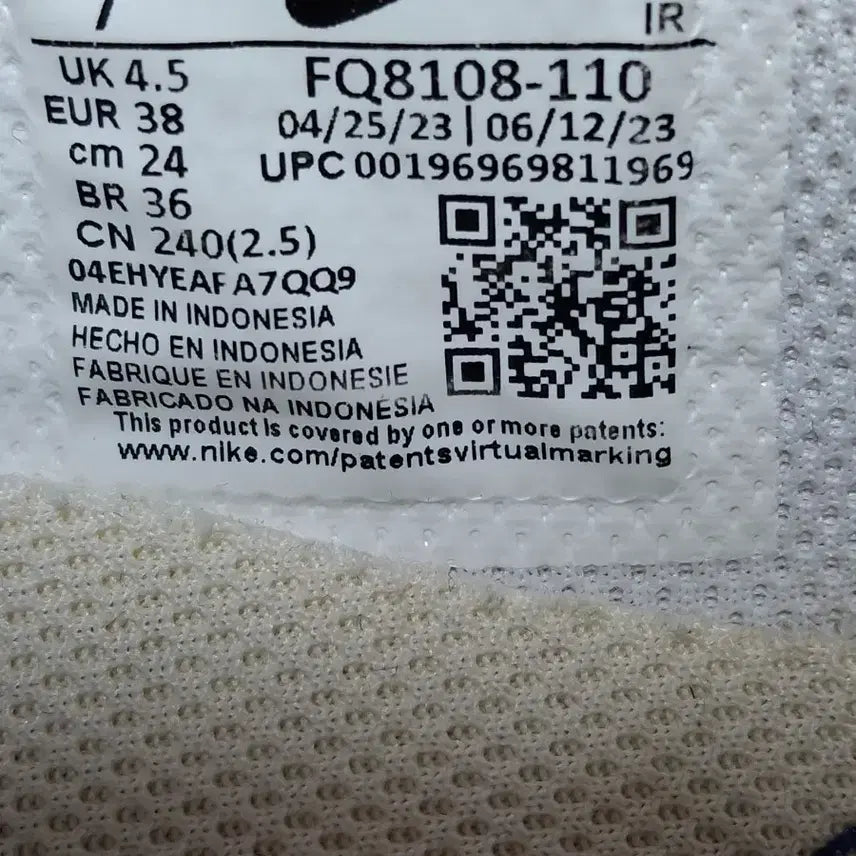 IR
UK 4.5
EUR 38
cm 24
BR 36
CN 240(2.5)
FQ8108-110
04/25/23 | 06/12/23
UPC 00196969811969
04EHYEAFA7QQ9
MADE IN INDONESIA
HECHO EN INDONESIA
FABRIQUE EN INDONESIE
FABRICADO NA INDONÉSIA
This product is covered by one or more patents:
www.nike.com/patentsvirtualmarking